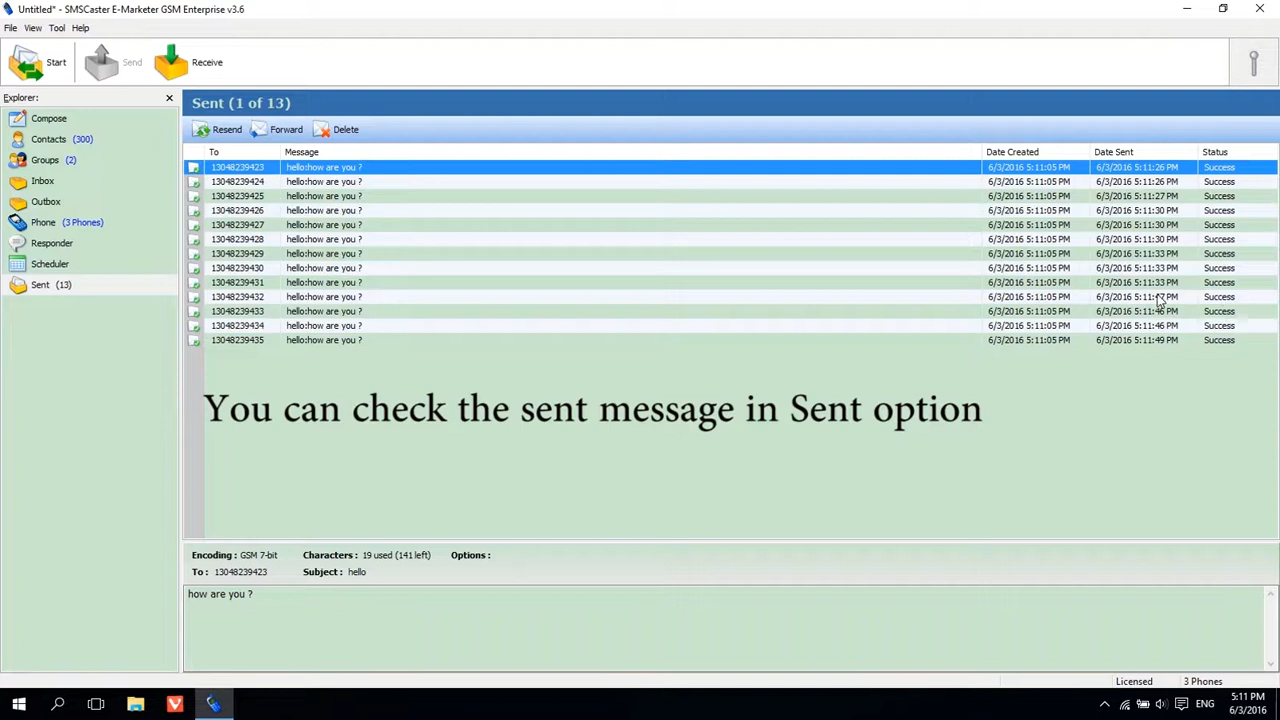 Untitled* - SMSCaster E-Marketer GSM Enterprise v3.6
File View Tool Help
Start Send Receive
Explorer:
Compose
Contacts (300)
Groups (2)
Inbox
Outbox
Phone (3 Phones)
Responder
Scheduler
Sent (13)
Sent (1 of 13)
Resend Forward Delete
To Message Date Created Date Sent Status
13048239423 hello:how are you ? 6/3/2016 5:11:05 PM 6/3/2016 5:11:26 PM Success
13048239424 hello:how are you ? 6/3/2016 5:11:05 PM 6/3/2016 5:11:26 PM Success
13048239425 hello:how are you ? 6/3/2016 5:11:05 PM 6/3/2016 5:11:27 PM Success
13048239426 hello:how are you ? 6/3/2016 5:11:05 PM 6/3/2016 5:11:30 PM Success
13048239427 hello:how are you ? 6/3/2016 5:11:05 PM 6/3/2016 5:11:30 PM Success
13048239428 hello:how are you ? 6/3/2016 5:11:05 PM 6/3/2016 5:11:30 PM Success
13048239429 hello:how are you ? 6/3/2016 5:11:05 PM 6/3/2016 5:11:33 PM Success
13048239430 hello:how are you ? 6/3/2016 5:11:05 PM 6/3/2016 5:11:33 PM Success
13048239431 hello:how are you ? 6/3/2016 5:11:05 PM 6/3/2016 5:11:33 PM Success
13048239432 hello:how are you ? 6/3/2016 5:11:05 PM 6/3/2016 PM Success
13048239433 hello:how are you ? 6/3/2016 5:11:05 PM 6/3/2016 5:11:46 PM Success
13048239434 hello:how are you ? 6/3/2016 5:11:05 PM 6/3/2016 5:11:46 PM Success
13048239435 hello:how are you ? 6/3/2016 5:11:05 PM 6/3/2016 5:11:49 PM Success
You can check the sent message in Sent option
Encoding : GSM 7-bit Characters : 19 used (141 left) Options :
To : 13048239423 Subject : hello
how are you ?
Licensed 3 Phones
ENG
5:11 PM
6/3/2016